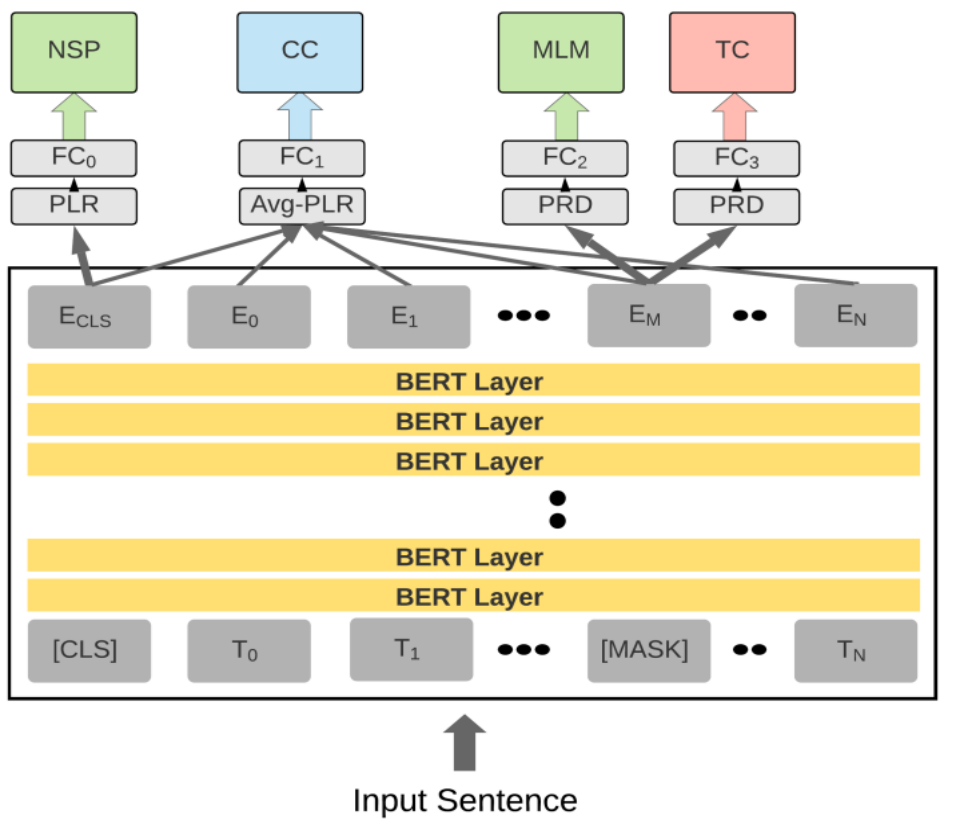 NSP CC MLM TC
FC0 FC1 FC2 FC3
PLR Avg-PLR PRD PRD
ECLS E0 E1 EM EN
BERT Layer
BERT Layer
BERT Layer
BERT Layer
BERT Layer
[CLS] T0 T1 [MASK] TN
Input Sentence